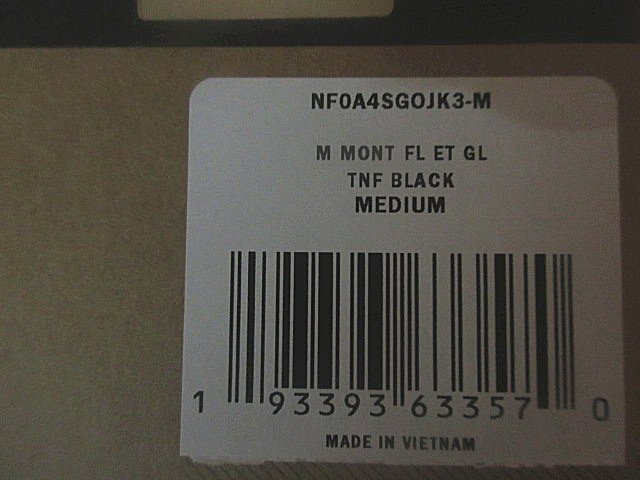 NF0A4SGOJK3-M
M MONT FL ET GL
TNF BLACK
MEDIUM
1 93393 63357 0
MADE IN VIETNAM